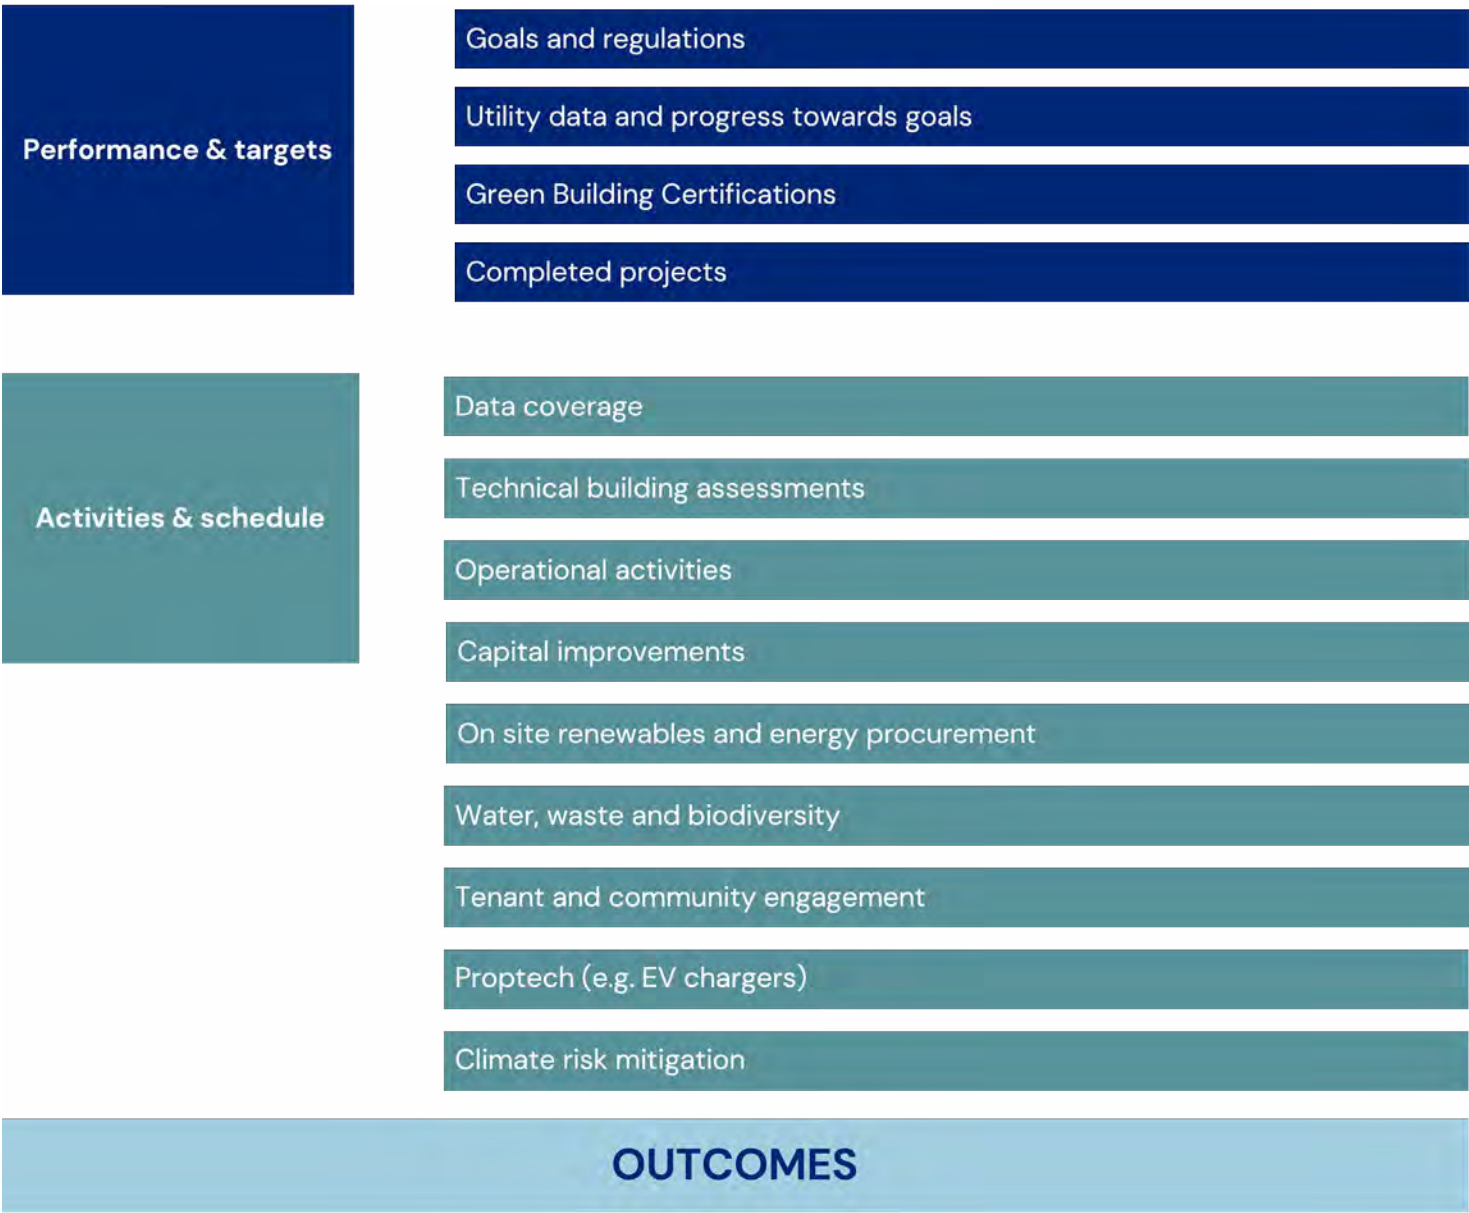 Performance & targets
Goals and regulations
Utility data and progress towards goals
Green Building Certifications
Completed projects
Activities & schedule
Data coverage
Technical building assessments
Operational activities
Capital improvements
On site renewables and energy procurement
Water, waste and biodiversity
Tenant and community engagement
Proptech (e.g. EV chargers)
Climate risk mitigation
OUTCOMES